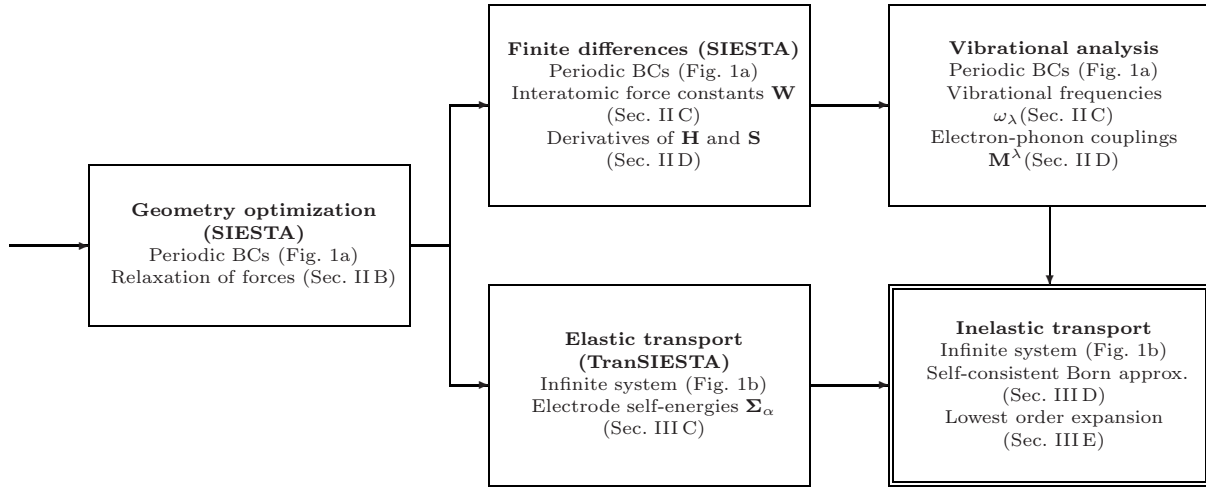 Geometry optimization
(SIESTA)
Periodic BCs (Fig. 1a)
Relaxation of forces (Sec. II B)
Finite differences (SIESTA)
Periodic BCs (Fig. 1a)
Interatomic force constants W
(Sec. II C)
Derivatives of H and S
(Sec. II D)
Vibrational analysis
Periodic BCs (Fig. 1a)
Vibrational frequencies
ω_λ(Sec. II C)
Electron-phonon couplings
M^λ(Sec. II D)
Elastic transport
(TranSIESTA)
Infinite system (Fig. 1b)
Electrode self-energies Σ_α
(Sec. III C)
Inelastic transport
Infinite system (Fig. 1b)
Self-consistent Born approx.
(Sec. III D)
Lowest order expansion
(Sec. III E)